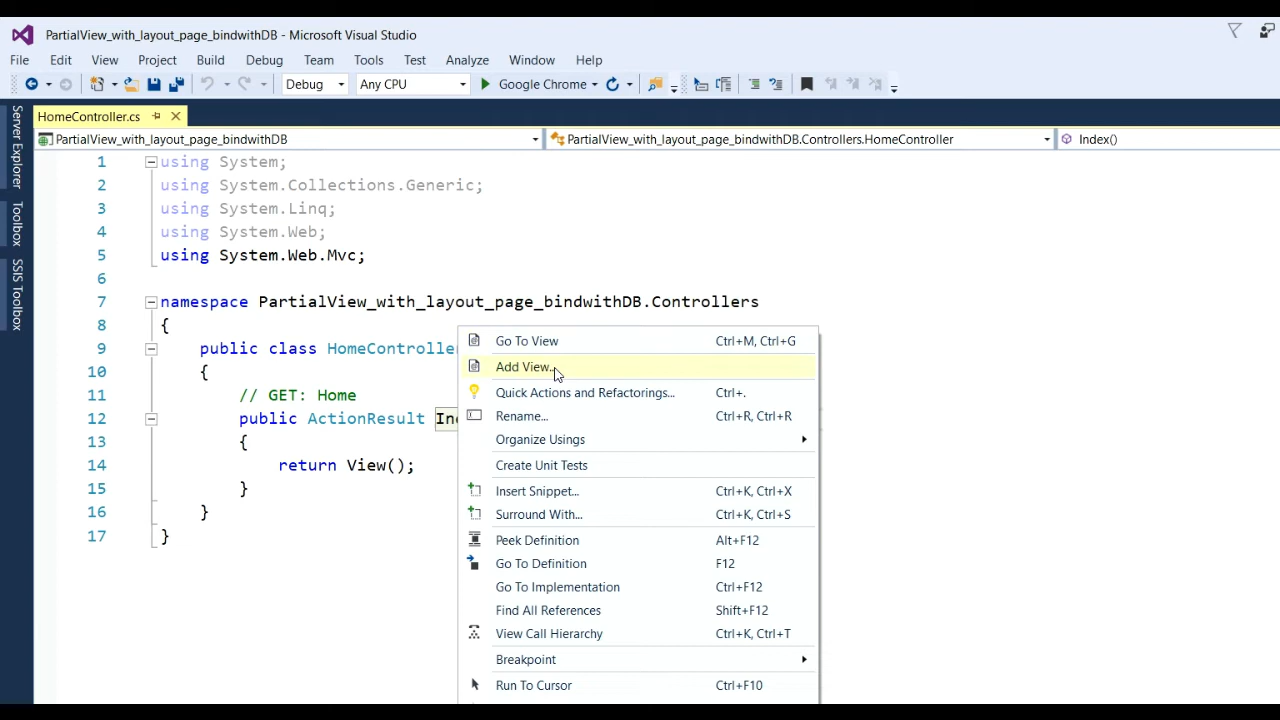 PartialView_with_layout_page_bindwithDB - Microsoft Visual Studio
File Edit View Project Build Debug Team Tools Test Analyze Window Help
Debug Any CPU Google Chrome
Server Explorer
Toolbox
SSIS Toolbox
HomeController.cs
PartialView_with_layout_page_bindwithDB PartialView_with_layout_page_bindwithDB.Controllers.HomeController Index()
1 using System;
2 using System.Collections.Generic;
3 using System.Linq;
4 using System.Web;
5 using System.Web.Mvc;
6
7 namespace PartialView_with_layout_page_bindwithDB.Controllers
8 {
9 public class HomeController
10 {
11 // GET: Home
12 public ActionResult Ind
13 {
14 return View();
15 }
16 }
17 }
Go To View Ctrl+M, Ctrl+G
Add View...
Quick Actions and Refactorings... Ctrl+.
Rename... Ctrl+R, Ctrl+R
Organize Usings
Create Unit Tests
Insert Snippet... Ctrl+K, Ctrl+X
Surround With... Ctrl+K, Ctrl+S
Peek Definition Alt+F12
Go To Definition F12
Go To Implementation Ctrl+F12
Find All References Shift+F12
View Call Hierarchy Ctrl+K, Ctrl+T
Breakpoint
Run To Cursor Ctrl+F10